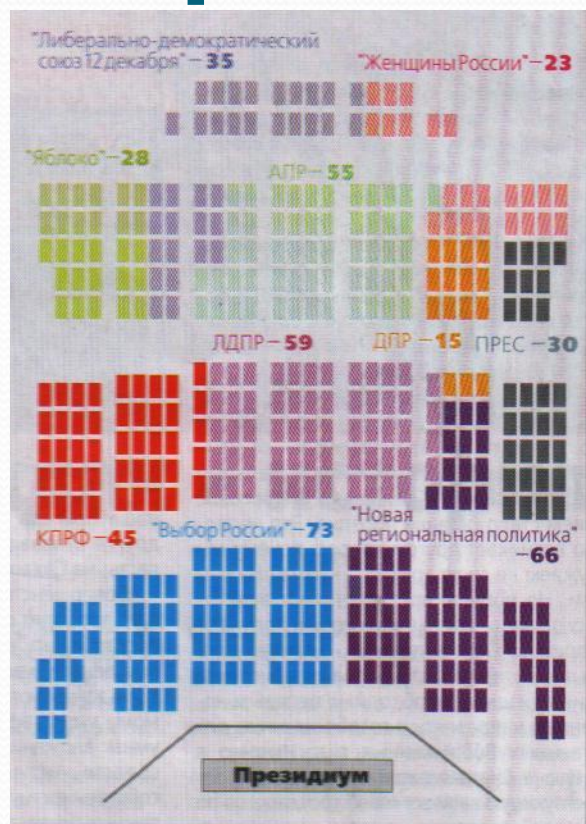 "Либерально-демократический
союз 12 декабря" – 35
"Женщины России" – 23
"Яблоко" – 28
АПР – 55
ЛДПР – 59
ДПР – 15
ПРЕС – 30
КПРФ – 45
"Выбор России" – 73
"Новая
региональная политика"
– 66
Президиум